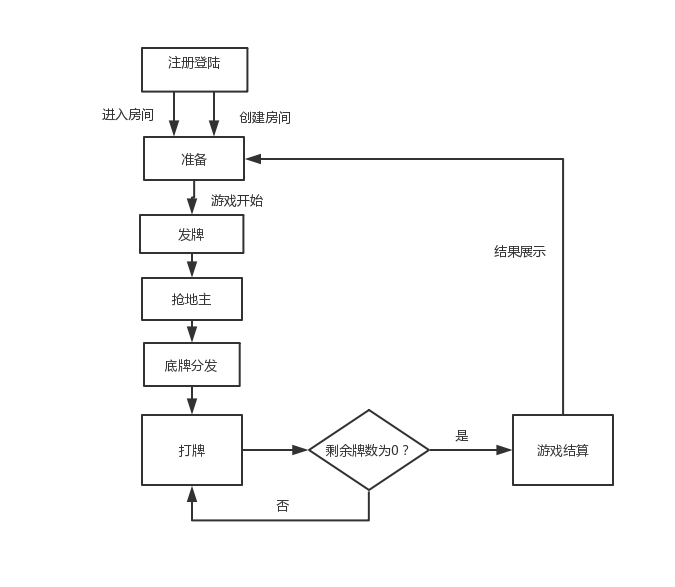 注册登陆
进入房间
创建房间
准备
游戏开始
发牌
结果展示
抢地主
底牌分发
打牌
剩余牌数为0？
是
游戏结算
否